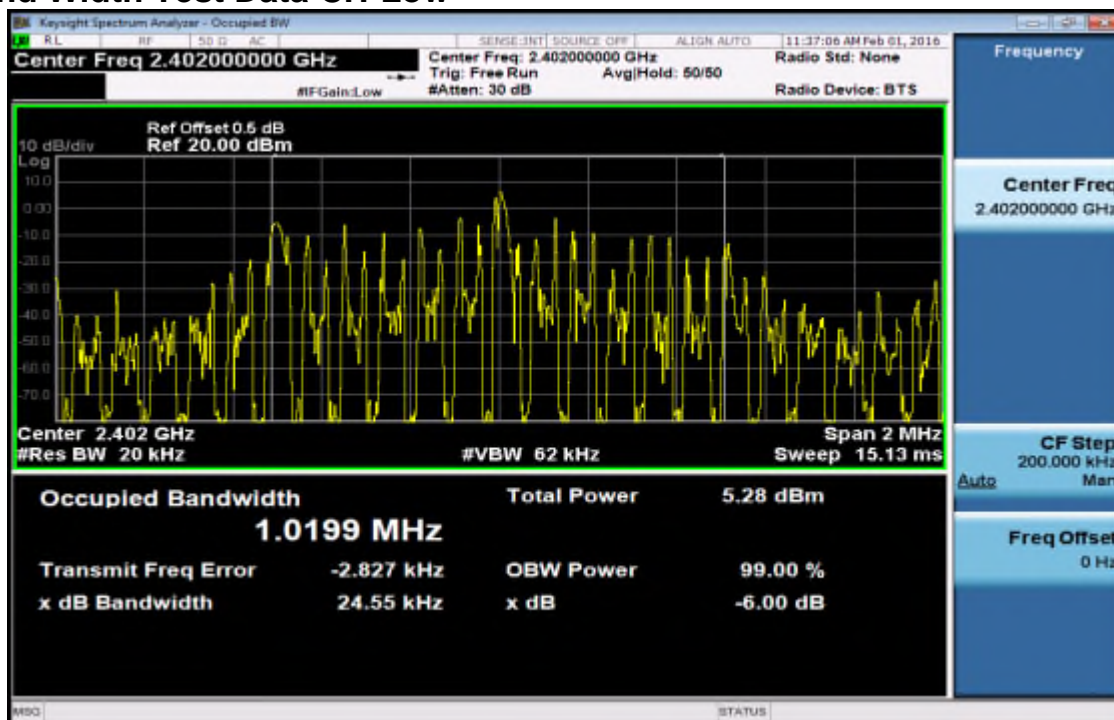 Keysight Spectrum Analyzer - Occupied BW
RL RF 50 Ω AC SENSE:INT SOURCE OFF ALIGN AUTO 11:37:06 AM Feb 01, 2016
Center Freq 2.402000000 GHz
Center Freq: 2.402000000 GHz
Radio Std: None
Trig: Free Run Avg|Hold: 50/50
#IFGain:Low #Atten: 30 dB Radio Device: BTS
Ref Offset 0.5 dB
10 dB/div Ref 20.00 dBm
Log
10.0
0.00
-10.0
-20.0
-30.0
-40.0
-50.0
-60.0
-70.0
Center 2.402 GHz Span 2 MHz
#Res BW 20 kHz #VBW 62 kHz Sweep 15.13 ms
Occupied Bandwidth Total Power 5.28 dBm
1.0199 MHz
Transmit Freq Error -2.827 kHz OBW Power 99.00 %
x dB Bandwidth 24.55 kHz x dB -6.00 dB
MSG STATUS
Frequency
Center Freq
2.402000000 GHz
CF Step
200.000 kHz
Auto Man
Freq Offset
0 Hz